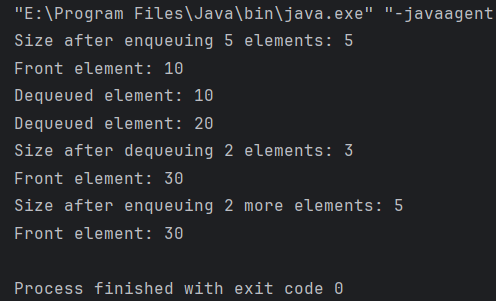 "E:\Program Files\Java\bin\java.exe" "-javaagent
Size after enqueuing 5 elements: 5
Front element: 10
Dequeued element: 10
Dequeued element: 20
Size after dequeuing 2 elements: 3
Front element: 30
Size after enqueuing 2 more elements: 5
Front element: 30
Process finished with exit code 0